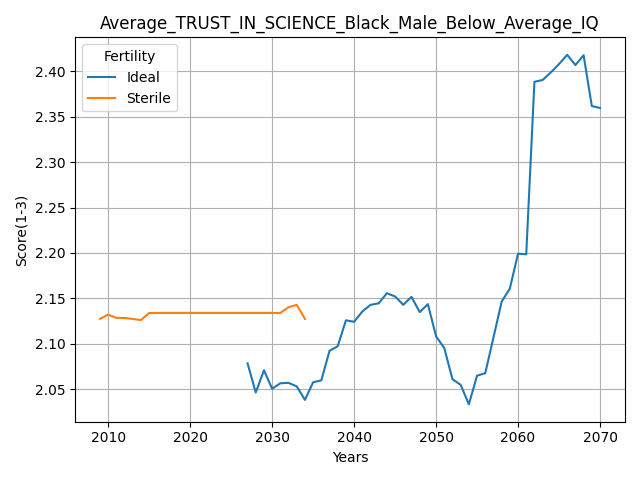 Average_TRUST_IN_SCIENCE_Black_Male_Below_Average_IQ
Fertility
Ideal
Sterile
2.40
2.35
2.30
2.25
2.20
2.15
2.10
2.05
Score(1-3)
2010 2020 2030 2040 2050 2060 2070
Years